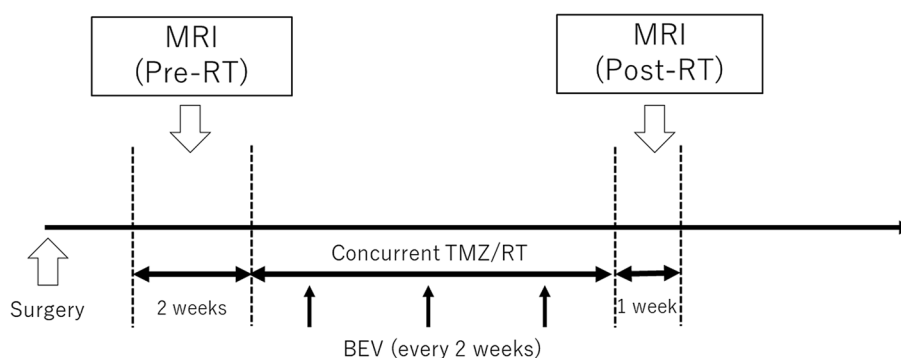 MRI
(Pre-RT)
MRI
(Post-RT)
Concurrent TMZ/RT
Surgery
2 weeks
1 week
BEV (every 2 weeks)